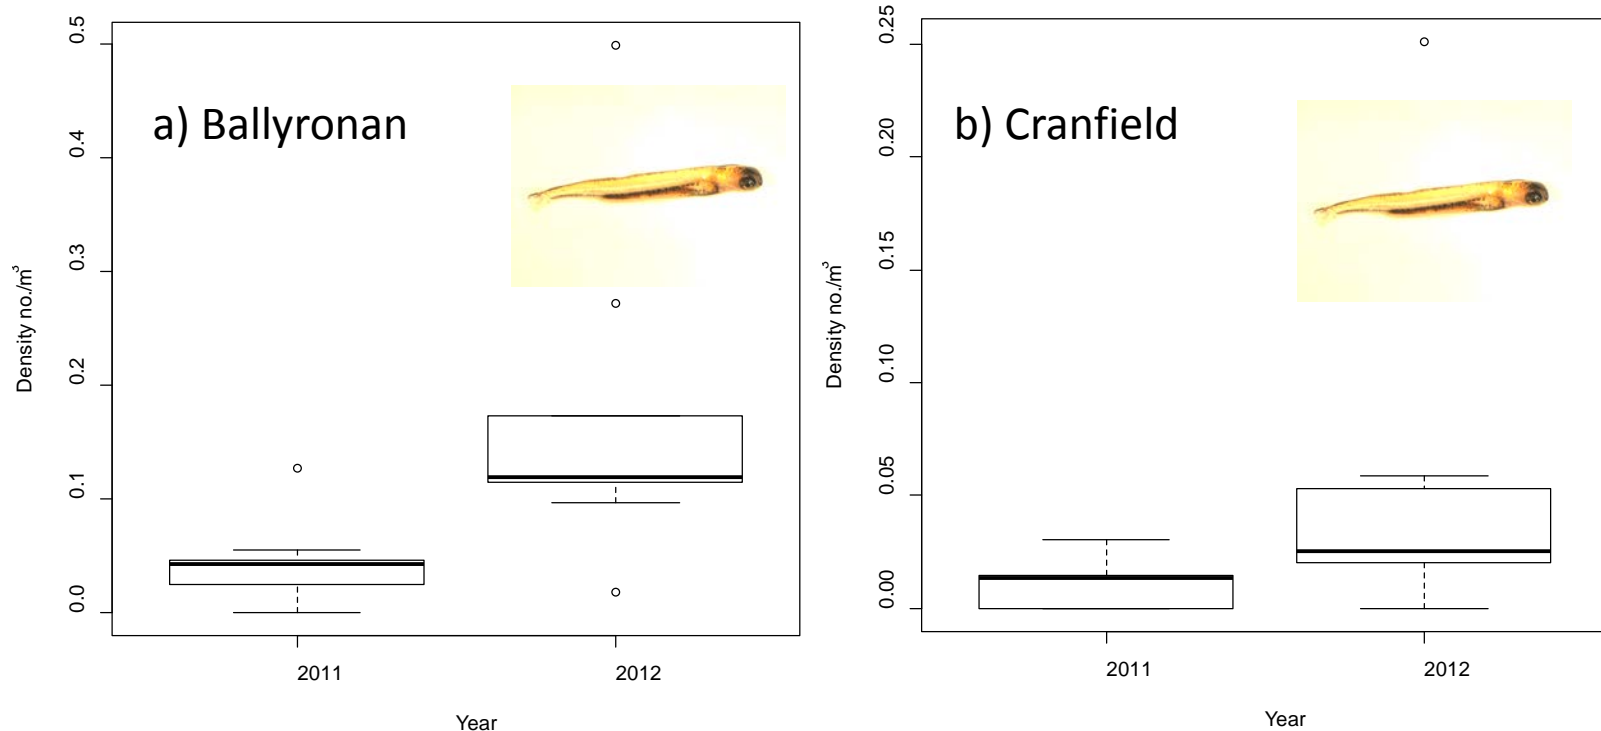 a) Ballyronan
Density no./m³
0.5
0.4
0.3
0.2
0.1
0.0
2011 2012
Year
b) Cranfield
Density no./m³
0.25
0.20
0.15
0.10
0.05
0.00
2011 2012
Year